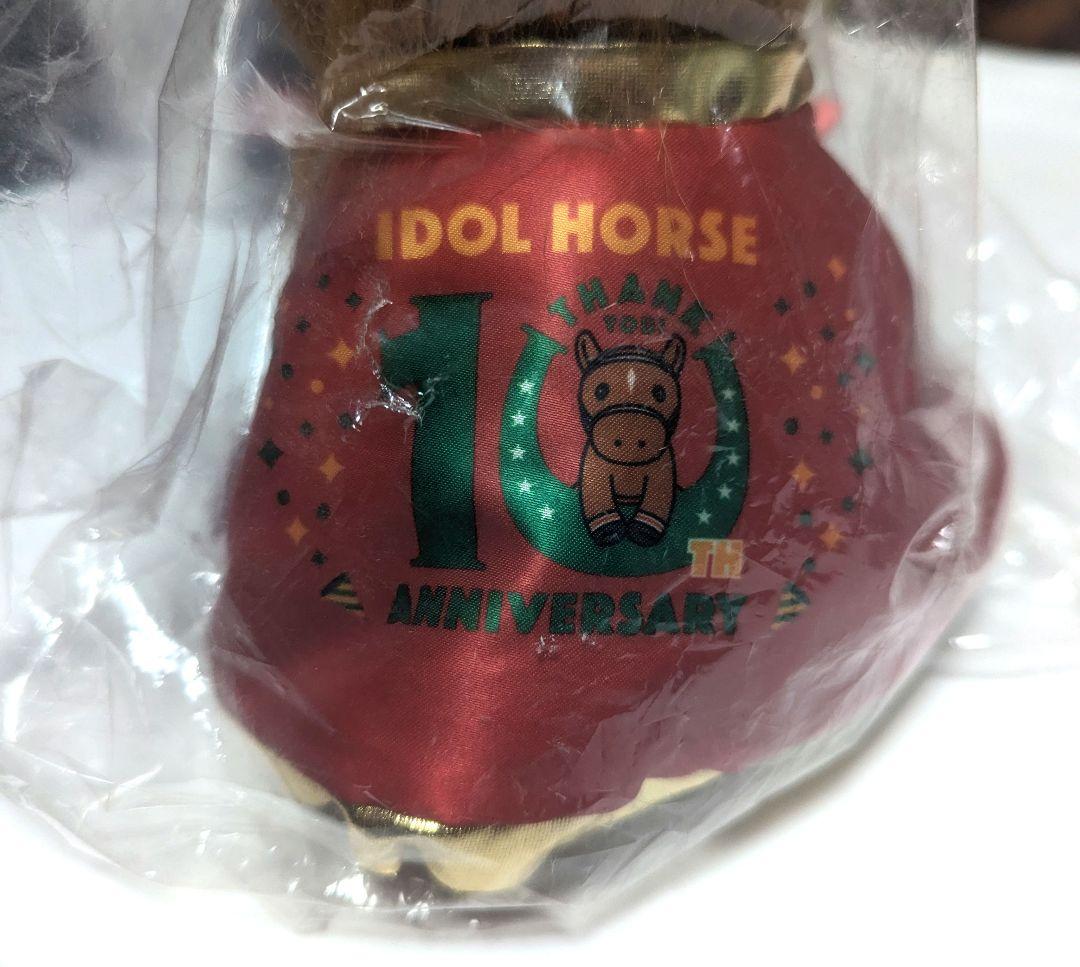 IDOL HORSE
THANK
YOU!
10
TH
ANNIVERSARY